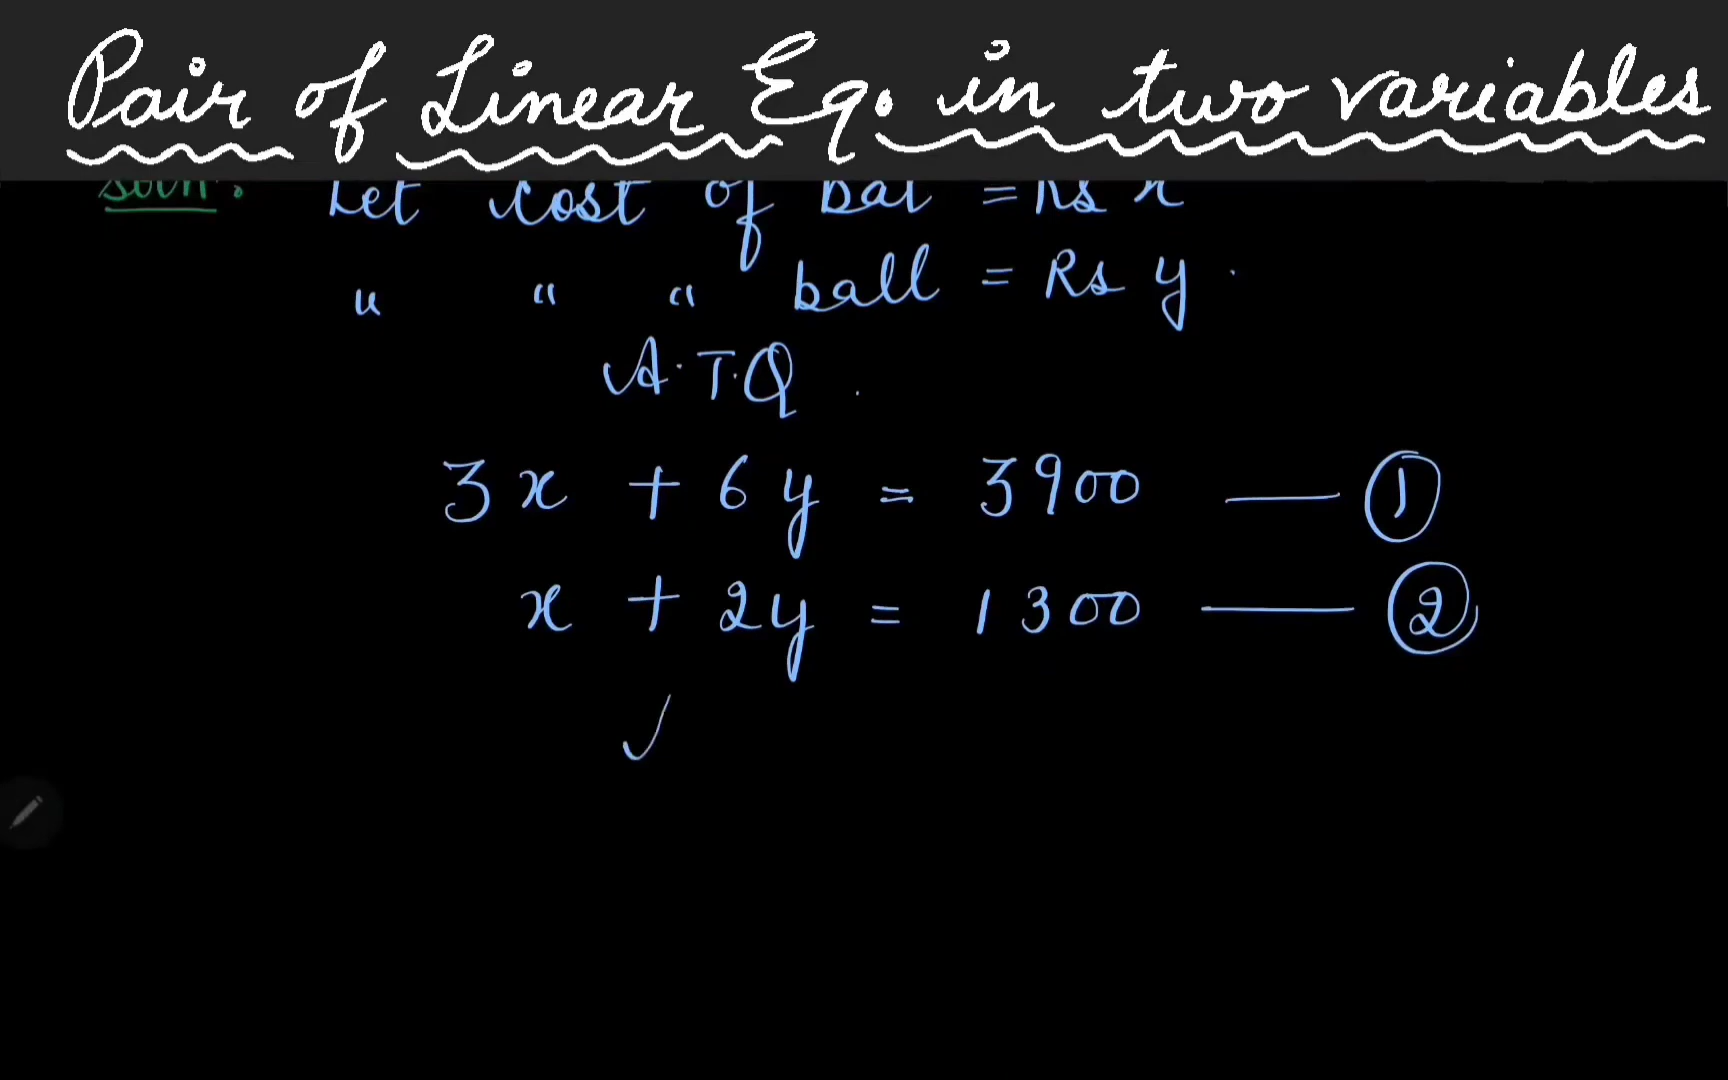 Pair of Linear Eq. in two variables
Let cost of bat = Rs x
" " " ball = Rs y.
A.T.Q.
3x + 6y = 3900 — ①
x + 2y = 1300 — ②